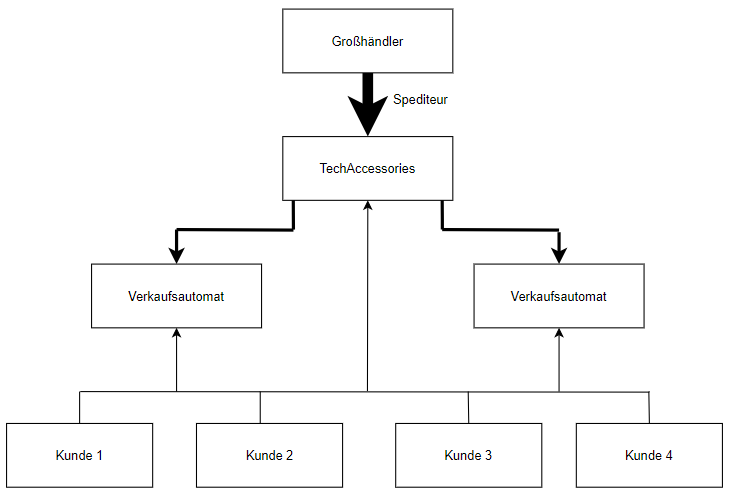 Großhändler
Spediteur
TechAccessories
Verkaufsautomat
Verkaufsautomat
Kunde 1
Kunde 2
Kunde 3
Kunde 4